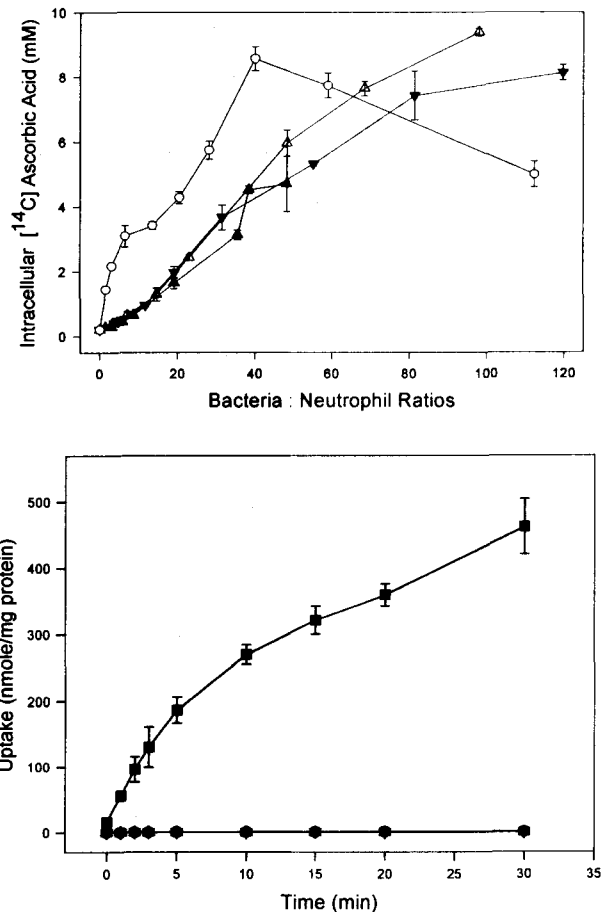 Intracellular [14C] Ascorbic Acid (mM)
10
8
6
4
2
0
0 20 40 60 80 100 120
Bacteria : Neutrophil Ratios
Uptake (nmole/mg protein)
500
400
300
200
100
0
0 5 10 15 20 25 30 35
Time (min)